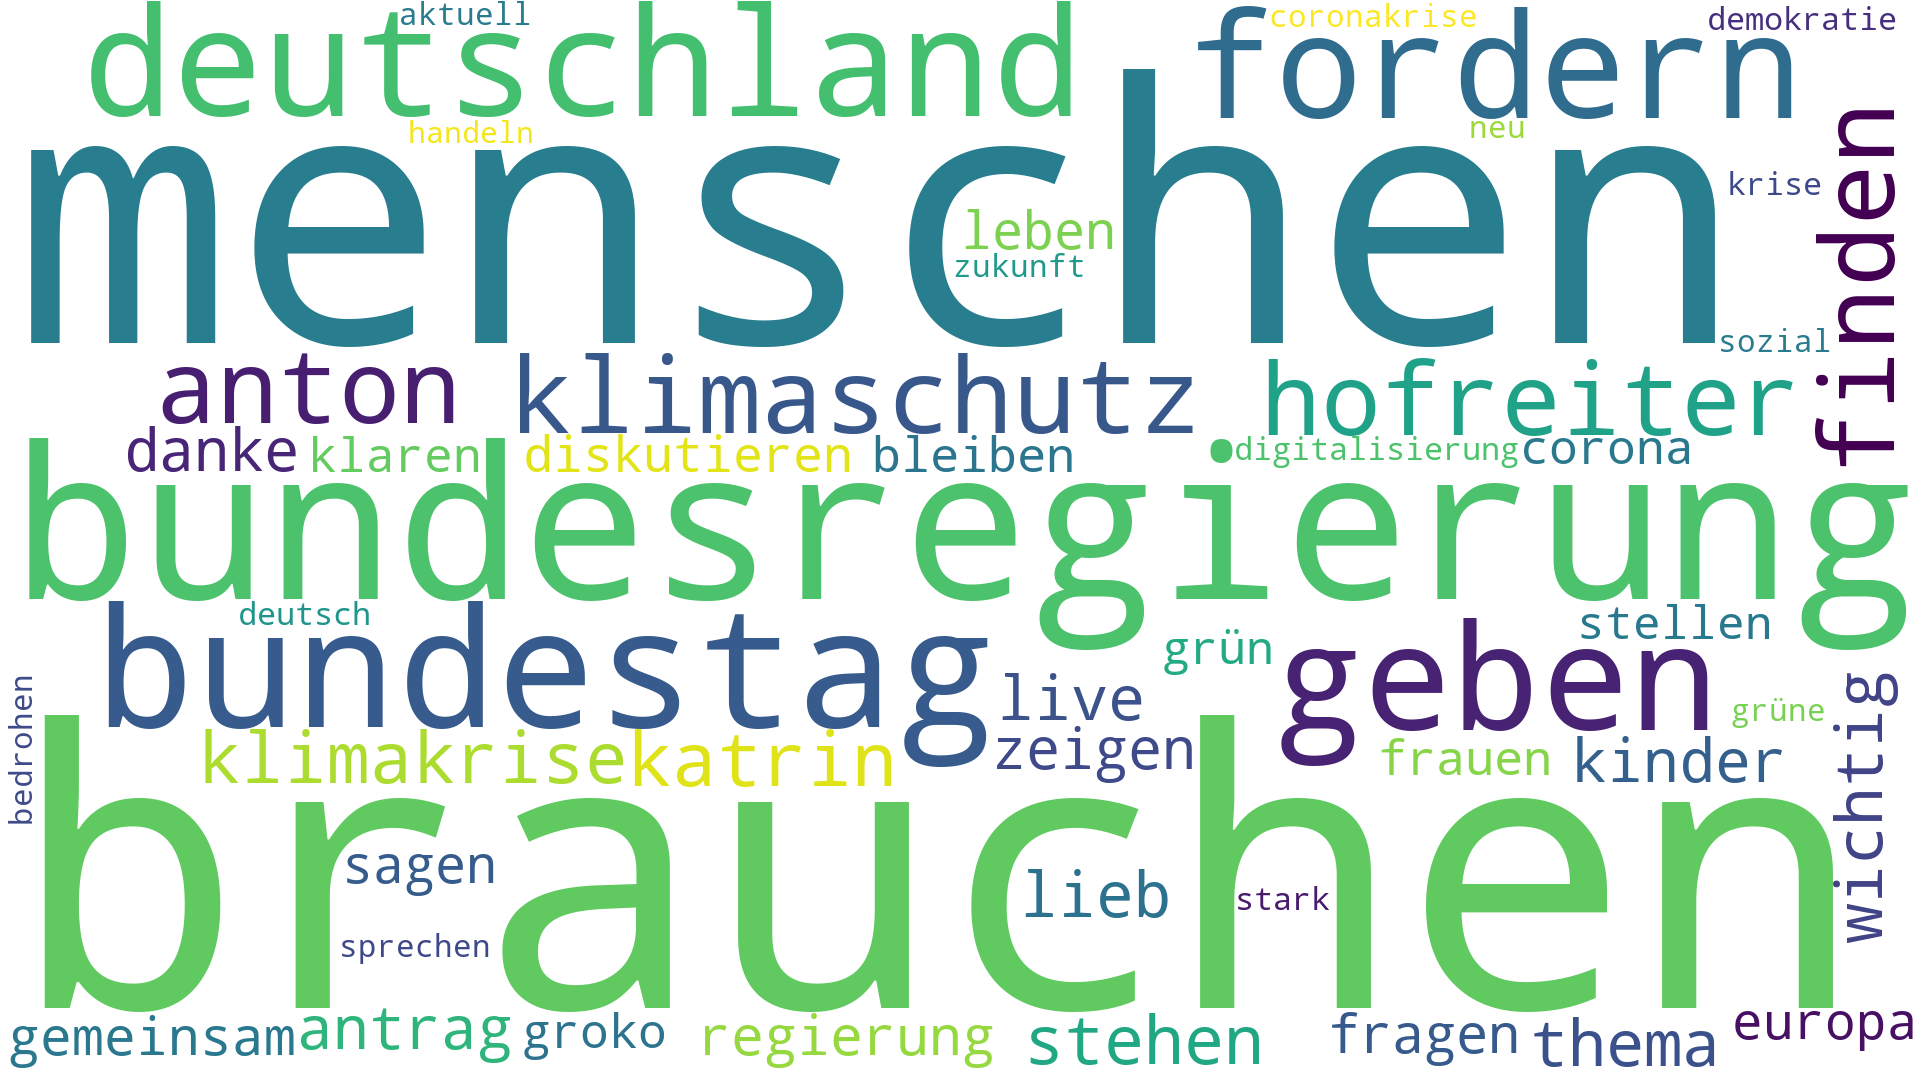 aktuell
deutschland
fordern
coronakrise
demokratie
handeln
neu
menschen
krise
finden
leben
zukunft
sozial
anton
klimaschutz
hofreiter
danke
klaren
diskutieren
bleiben
digitalisierung
corona
bundesregierung
deutsch
bundestag
grün
geben
stellen
live
wichtig
bedrohen
klimakrise
katrin
zeigen
frauen
kinder
grüne
brauchen
sagen
lieb
stark
sprechen
gemeinsam
antrag
groko
regierung
stehen
fragen
thema
europa